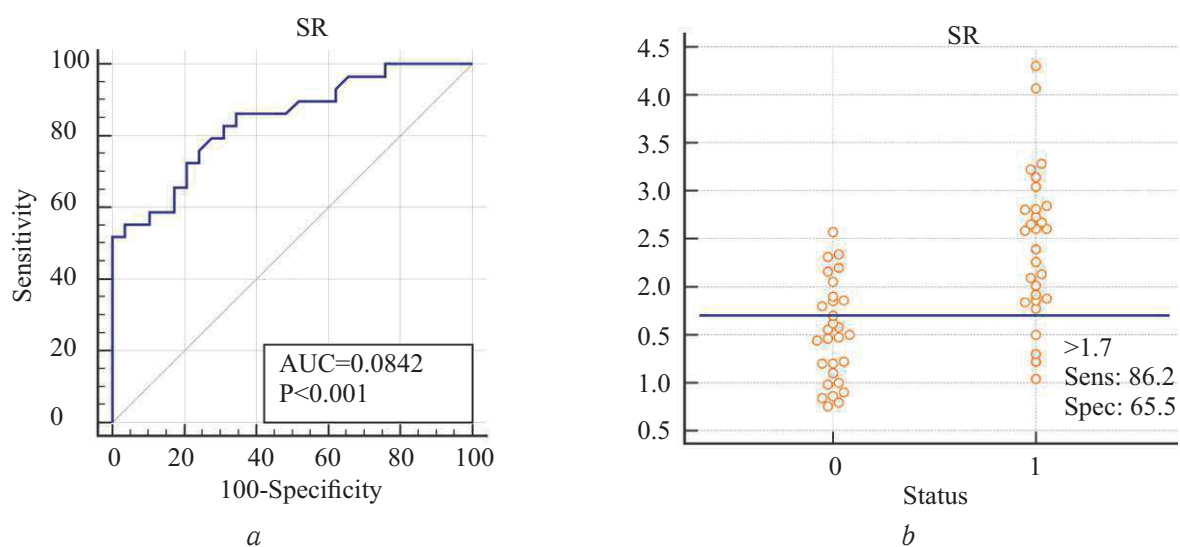 SR
100
80
60
40
20
0
Sensitivity
AUC=0.0842
P<0.001
0 20 40 60 80 100
100-Specificity
a
SR
4.5
4.0
3.5
3.0
2.5
2.0
0.5
1.0
0.5
>1.7
Sens: 86.2
Spec: 65.5
0 1
Status
b